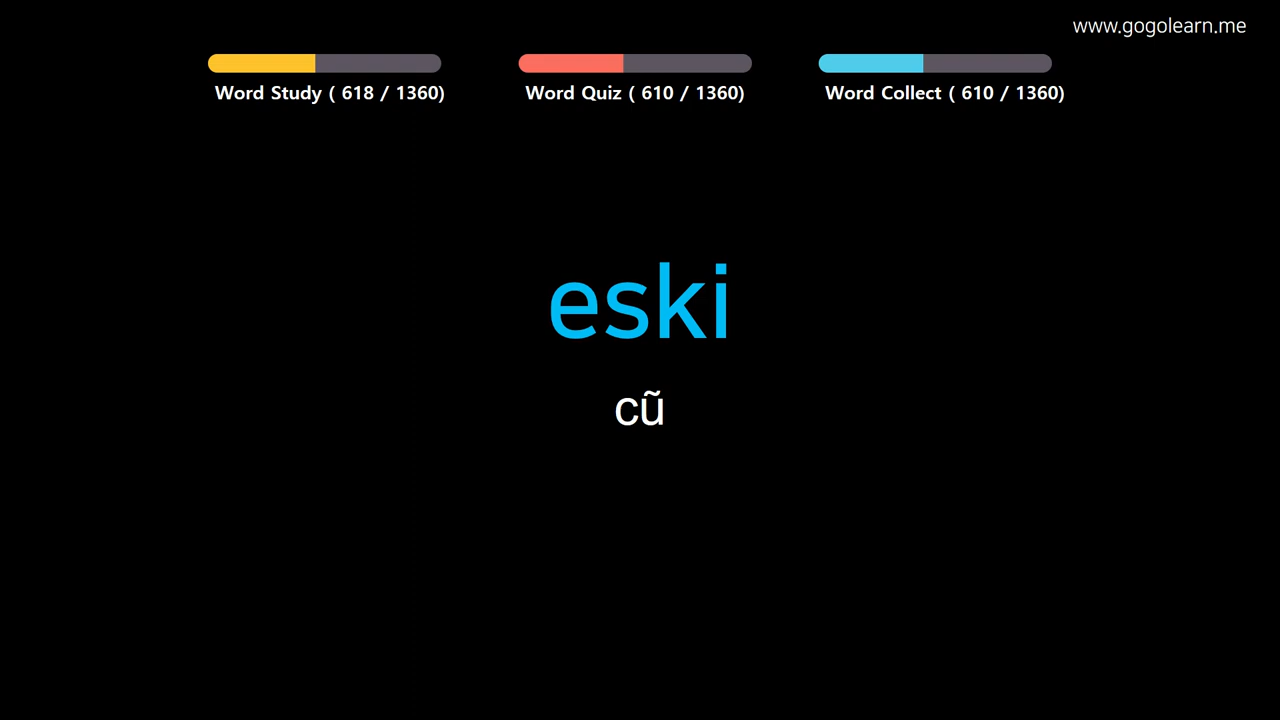 www.gogolearn.me
Word Study ( 618 / 1360)
Word Quiz ( 610 / 1360)
Word Collect ( 610 / 1360)
eski
cũ